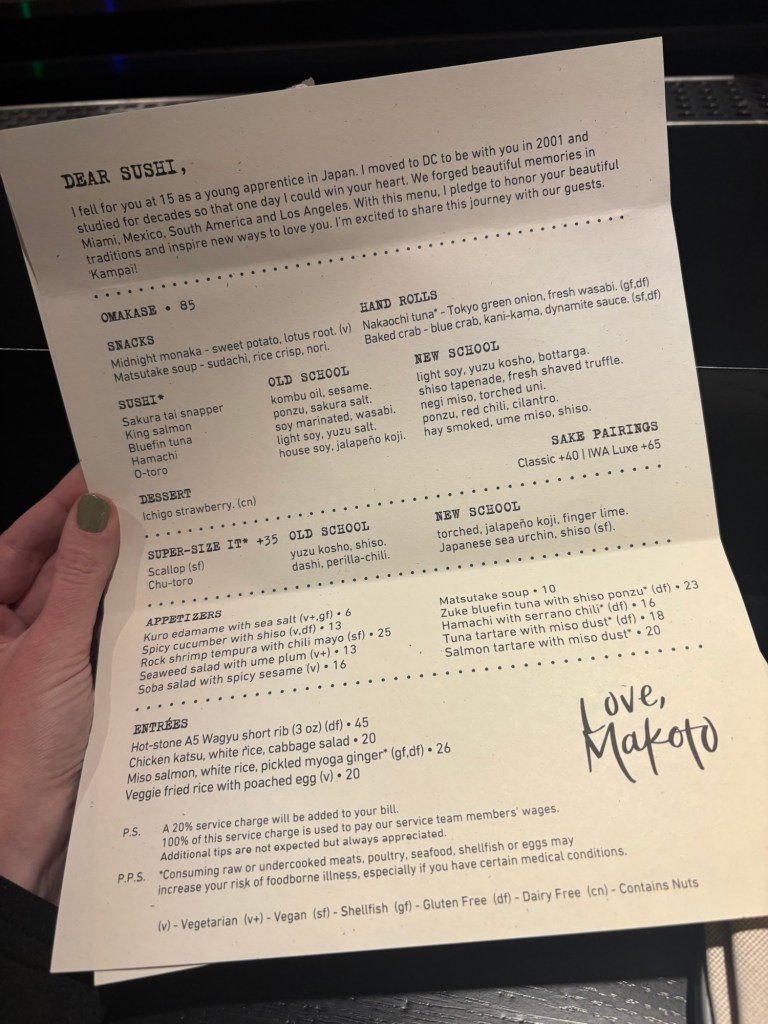 DEAR SUSHI,
I fell for you at 15 as a young apprentice in Japan. I moved to DC to be with you in 2001 and
studied for decades so that one day I could win your heart. We forged beautiful memories in
Miami, Mexico, South America and Los Angeles. With this menu, I pledge to honor your beautiful
traditions and inspire new ways to love you. I'm excited to share this journey with our guests.
Kampai!
OMAKASE • 85
SNACKS
Midnight monaka - sweet potato, lotus root. (v)
Matsutake soup - sudachi, rice crisp, nori.
HAND ROLLS
Nakaochi tuna* - Tokyo green onion, fresh wasabi. (gf,df)
Baked crab - blue crab, kani-kama, dynamite sauce. (sf,df)
SUSHI*
Sakura tai snapper
King salmon
Bluefin tuna
Hamachi
O-toro
OLD SCHOOL
kombu oil, sesame.
ponzu, sakura salt.
soy marinated, wasabi.
light soy, yuzu salt.
house soy, jalapeño koji.
NEW SCHOOL
light soy, yuzu kosho, bottarga.
shiso tapenade, fresh shaved truffle.
negi miso, torched uni.
ponzu, red chili, cilantro.
hay smoked, ume miso, shiso.
SAKE PAIRINGS
Classic +40 | IWA Luxe +65
DESSERT
Ichigo strawberry. (cn)
SUPER-SIZE IT* +35
Scallop (sf)
Chu-toro
OLD SCHOOL
yuzu kosho, shiso.
dashi, perilla-chili.
NEW SCHOOL
torched, jalapeño koji, finger lime.
Japanese sea urchin, shiso (sf).
APPETIZERS
Kuro edamame with sea salt (v+,gf) • 6
Spicy cucumber with shiso (v,df) • 13
Rock shrimp tempura with chili mayo (sf) • 25
Seaweed salad with ume plum (v+) • 13
Soba salad with spicy sesame (v) • 16
Matsutake soup • 10
Zuke bluefin tuna with shiso ponzu* (df) • 23
Hamachi with serrano chili* (df) • 16
Tuna tartare with miso dust* (df) • 18
Salmon tartare with miso dust* • 20
ENTRÉES
Hot-stone A5 Wagyu short rib (3 oz) (df) • 45
Chicken katsu, white rice, cabbage salad • 20
Miso salmon, white rice, pickled myoga ginger* (gf,df) • 26
Veggie fried rice with poached egg (v) • 20
Love,
Makoto
P.S. A 20% service charge will be added to your bill.
100% of this service charge is used to pay our service team members' wages.
Additional tips are not expected but always appreciated.
P.P.S. *Consuming raw or undercooked meats, poultry, seafood, shellfish or eggs may
increase your risk of foodborne illness, especially if you have certain medical conditions.
(v) - Vegetarian (v+) - Vegan (sf) - Shellfish (gf) - Gluten Free (df) - Dairy Free (cn) - Contains Nuts